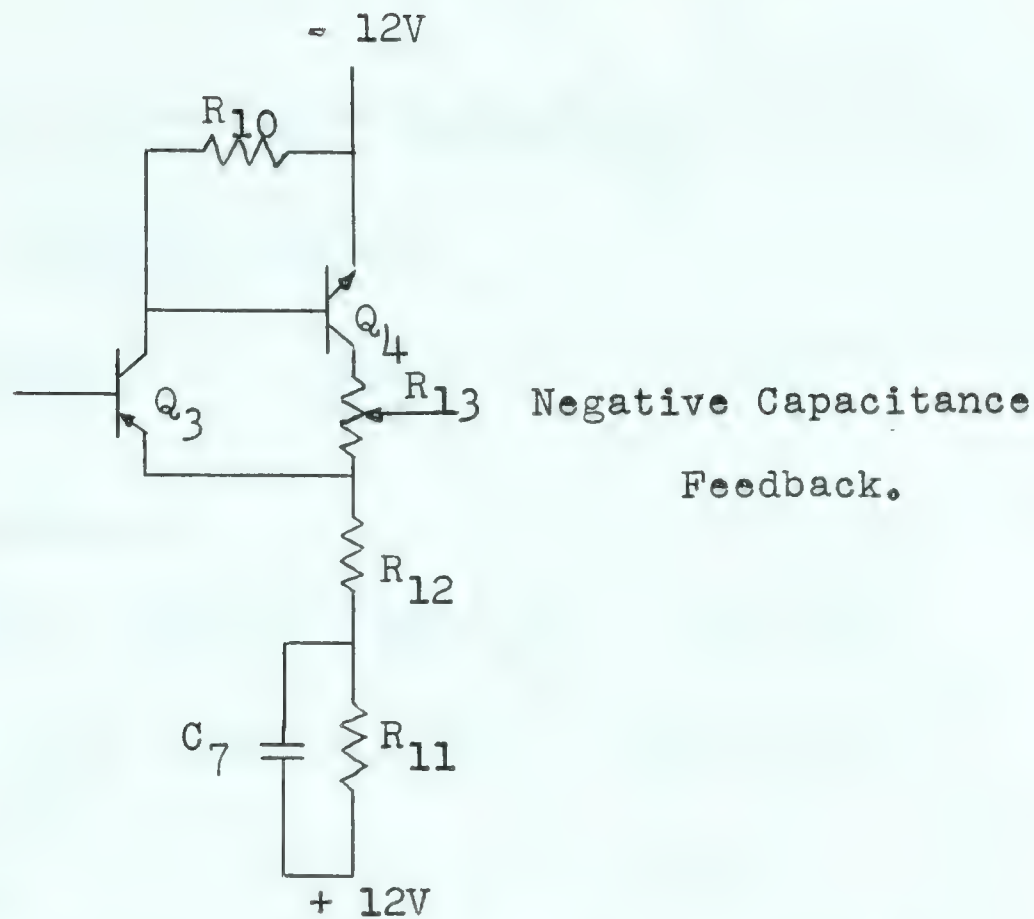 - 12V
R10
Q4
R13 Negative Capacitance
Q3
Feedback.
R12
C7
R11
+ 12V